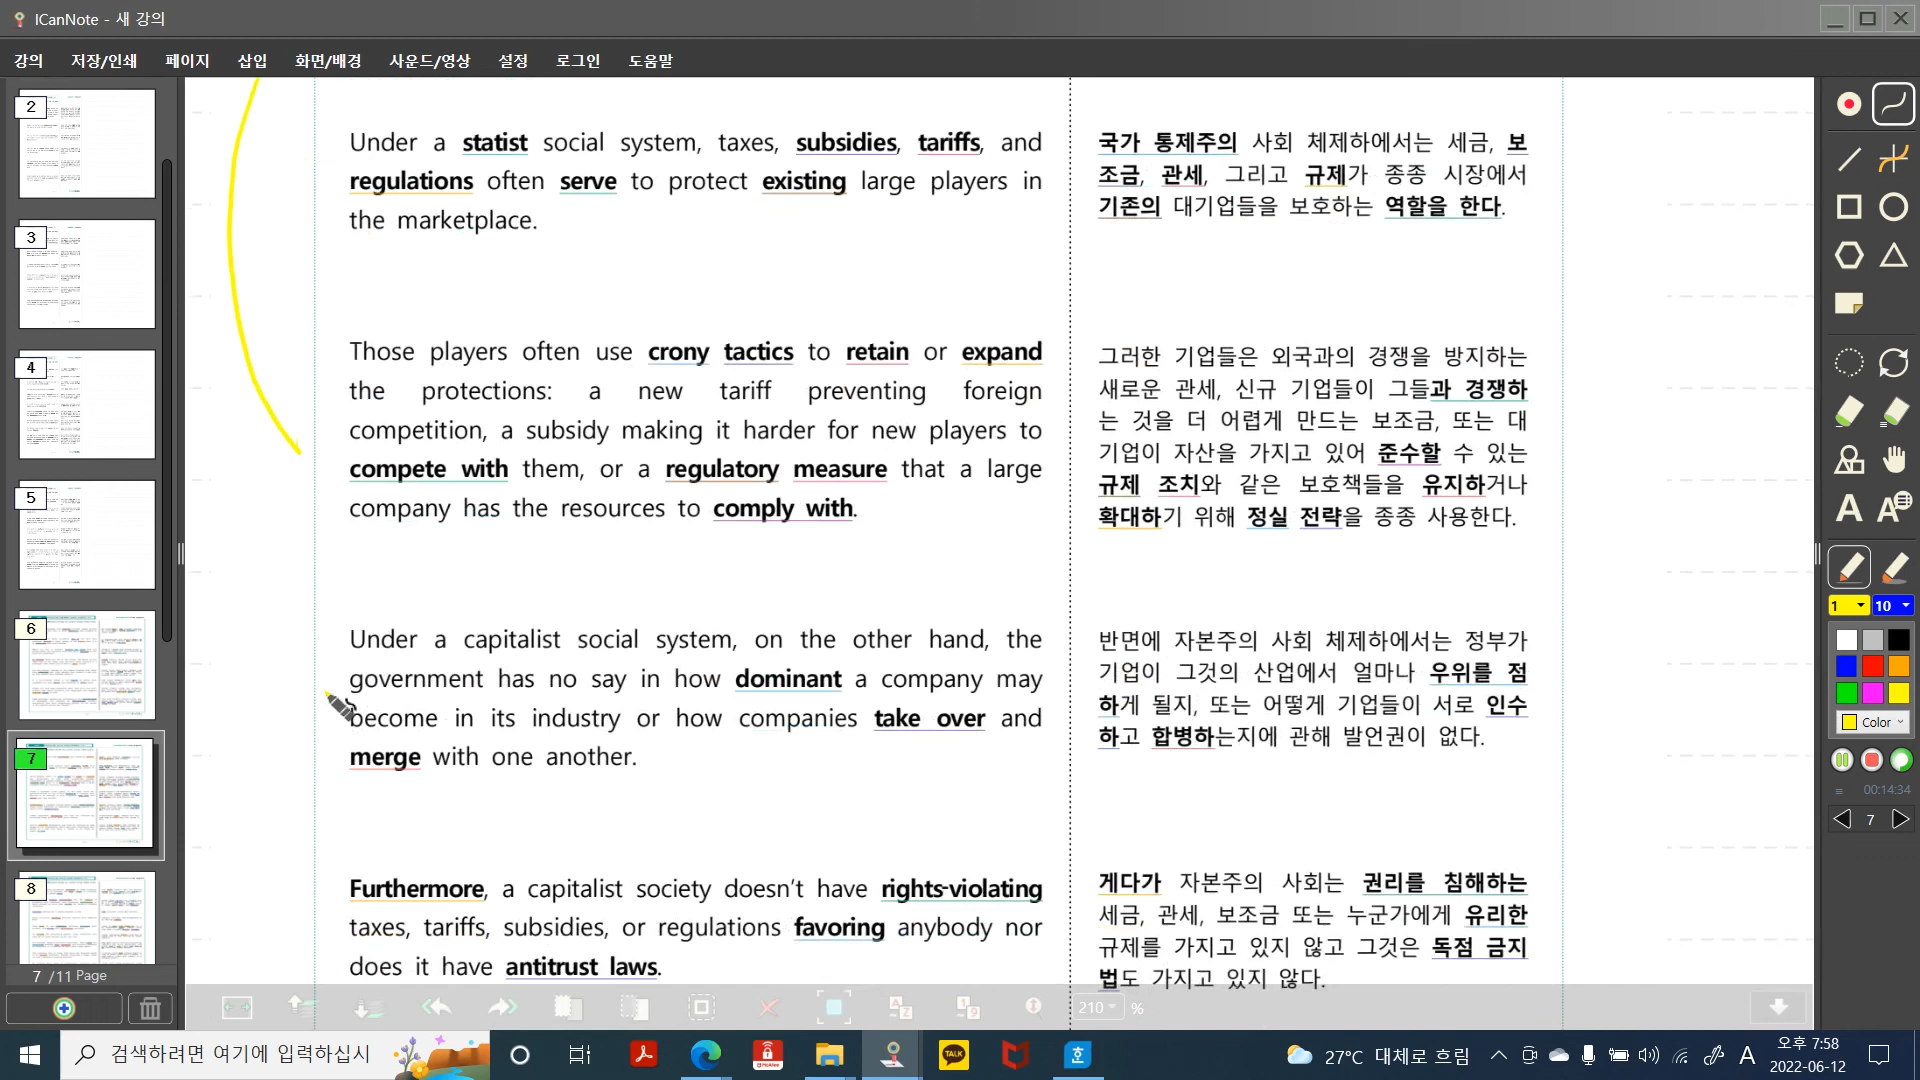 ICanNote - 새 강의
강의 저장/인쇄 페이지 삽입 화면/배경 사운드/영상 설정 로그인 도움말
2
3
4
5
6
7
8
7 /11 Page
Under a statist social system, taxes, subsidies, tariffs, and
regulations often serve to protect existing large players in
the marketplace.
Those players often use crony tactics to retain or expand
the protections: a new tariff preventing foreign
competition, a subsidy making it harder for new players to
compete with them, or a regulatory measure that a large
company has the resources to comply with.
Under a capitalist social system, on the other hand, the
government has no say in how dominant a company may
become in its industry or how companies take over and
merge with one another.
Furthermore, a capitalist society doesn't have rights-violating
taxes, tariffs, subsidies, or regulations favoring anybody nor
does it have antitrust laws.
국가 통제주의 사회 체제하에서는 세금, 보
조금, 관세, 그리고 규제가 종종 시장에서
기존의 대기업들을 보호하는 역할을 한다.
그러한 기업들은 외국과의 경쟁을 방지하는
새로운 관세, 신규 기업들이 그들과 경쟁하
는 것을 더 어렵게 만드는 보조금, 또는 대
기업이 자산을 가지고 있어 준수할 수 있는
규제 조치와 같은 보호책들을 유지하거나
확대하기 위해 정실 전략을 종종 사용한다.
반면에 자본주의 사회 체제하에서는 정부가
기업이 그것의 산업에서 얼마나 우위를 점
하게 될지, 또는 어떻게 기업들이 서로 인수
하고 합병하는지에 관해 발언권이 없다.
게다가 자본주의 사회는 권리를 침해하는
세금, 관세, 보조금 또는 누군가에게 유리한
규제를 가지고 있지 않고 그것은 독점 금지
법도 가지고 있지 않다.
210 %
1 10
Color
00:14:34
7
검색하려면 여기에 입력하십시
TALK
27°C 대체로 흐림
A
오후 7:58
2022-06-12